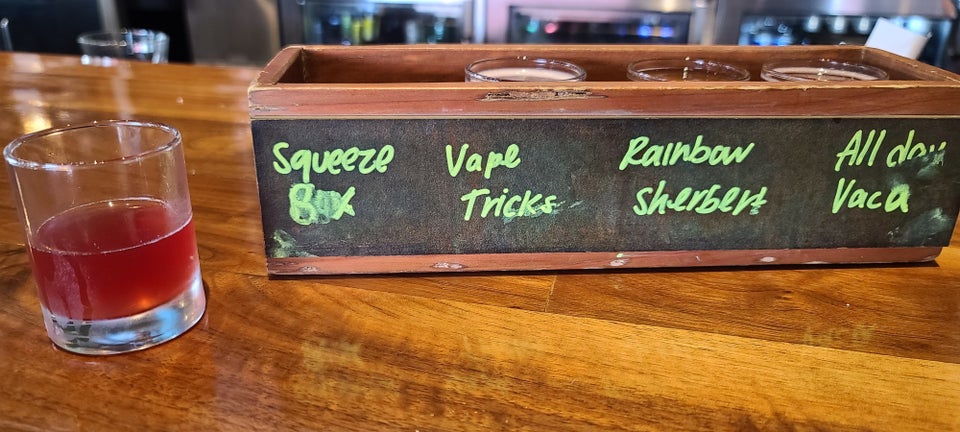 Squeeze
Box
Vape
Tricks
Rainbow
Sherbert
All day
Vaca